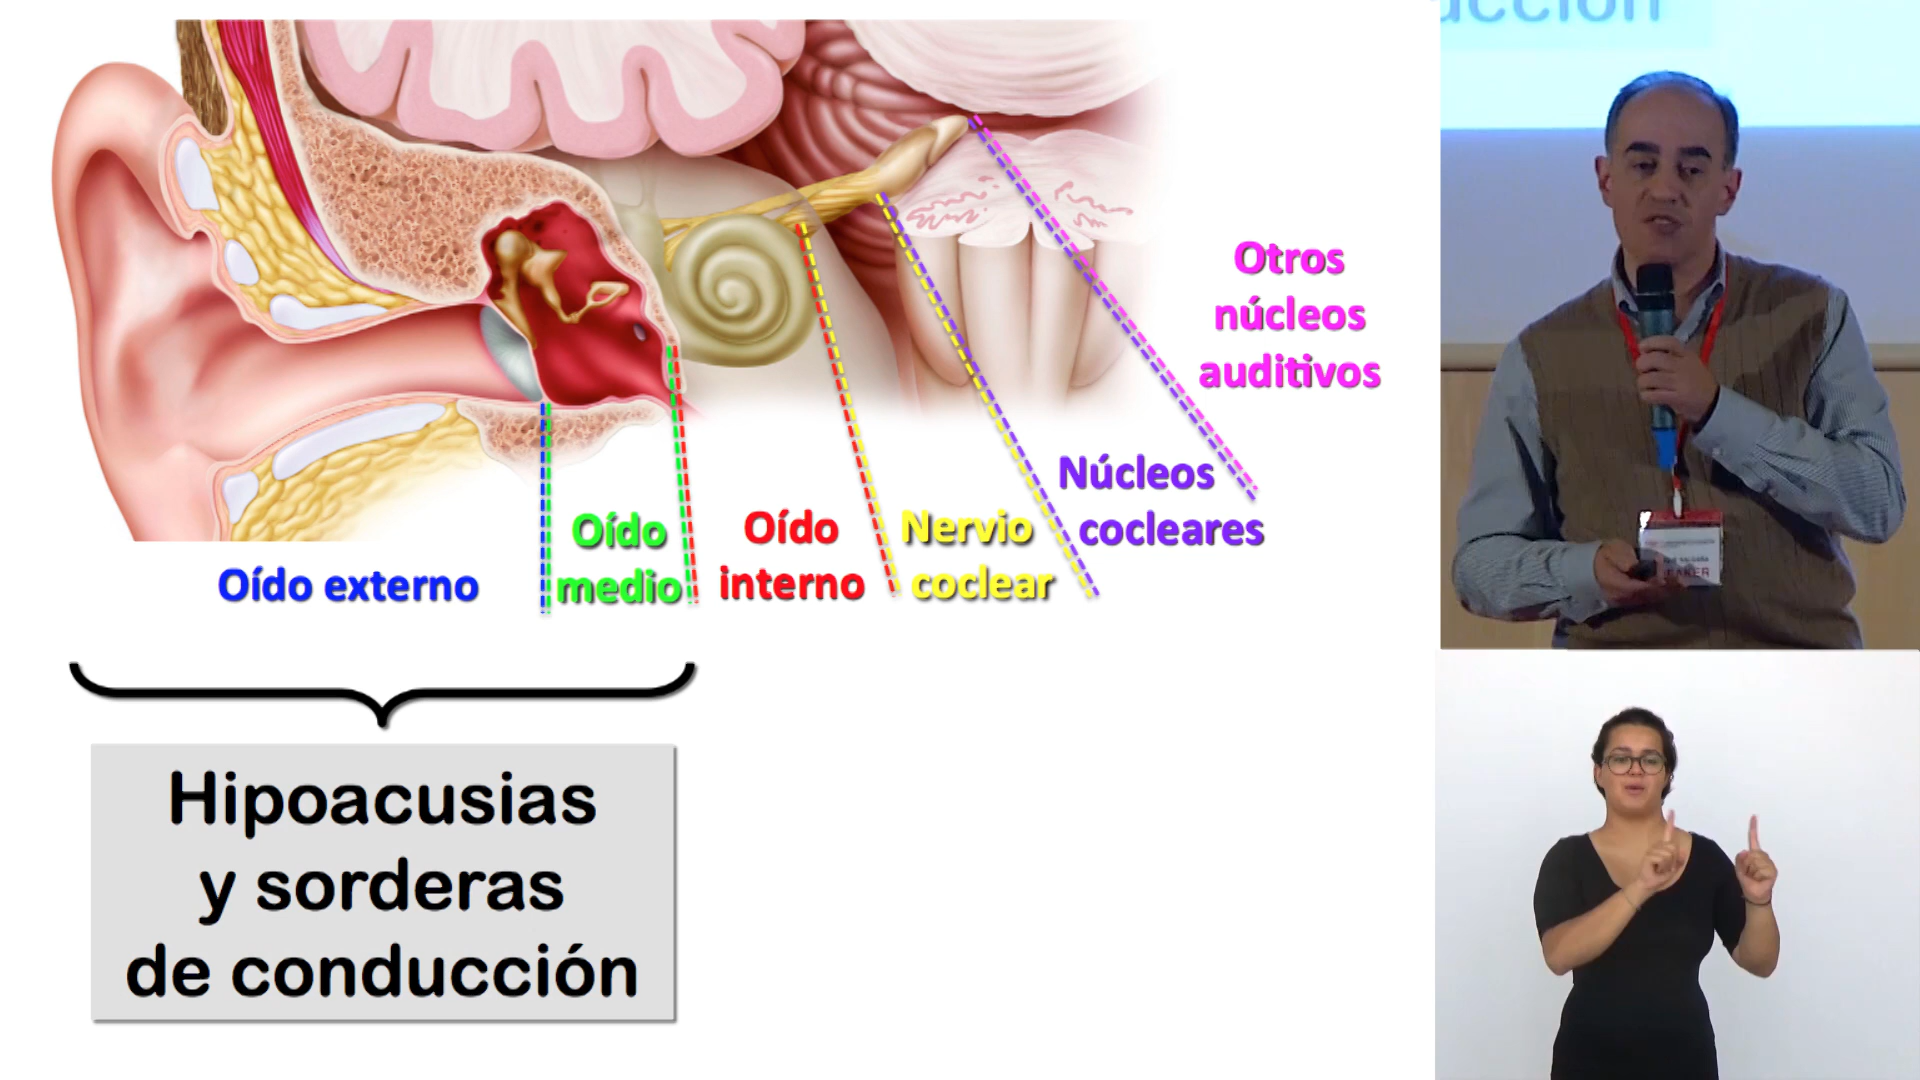 Otros
núcleos
auditivos
Núcleos
cocleares
Oído
medio
Oído
interno
Nervio
coclear
Oído externo
Hipoacusias
y sorderas
de conducción